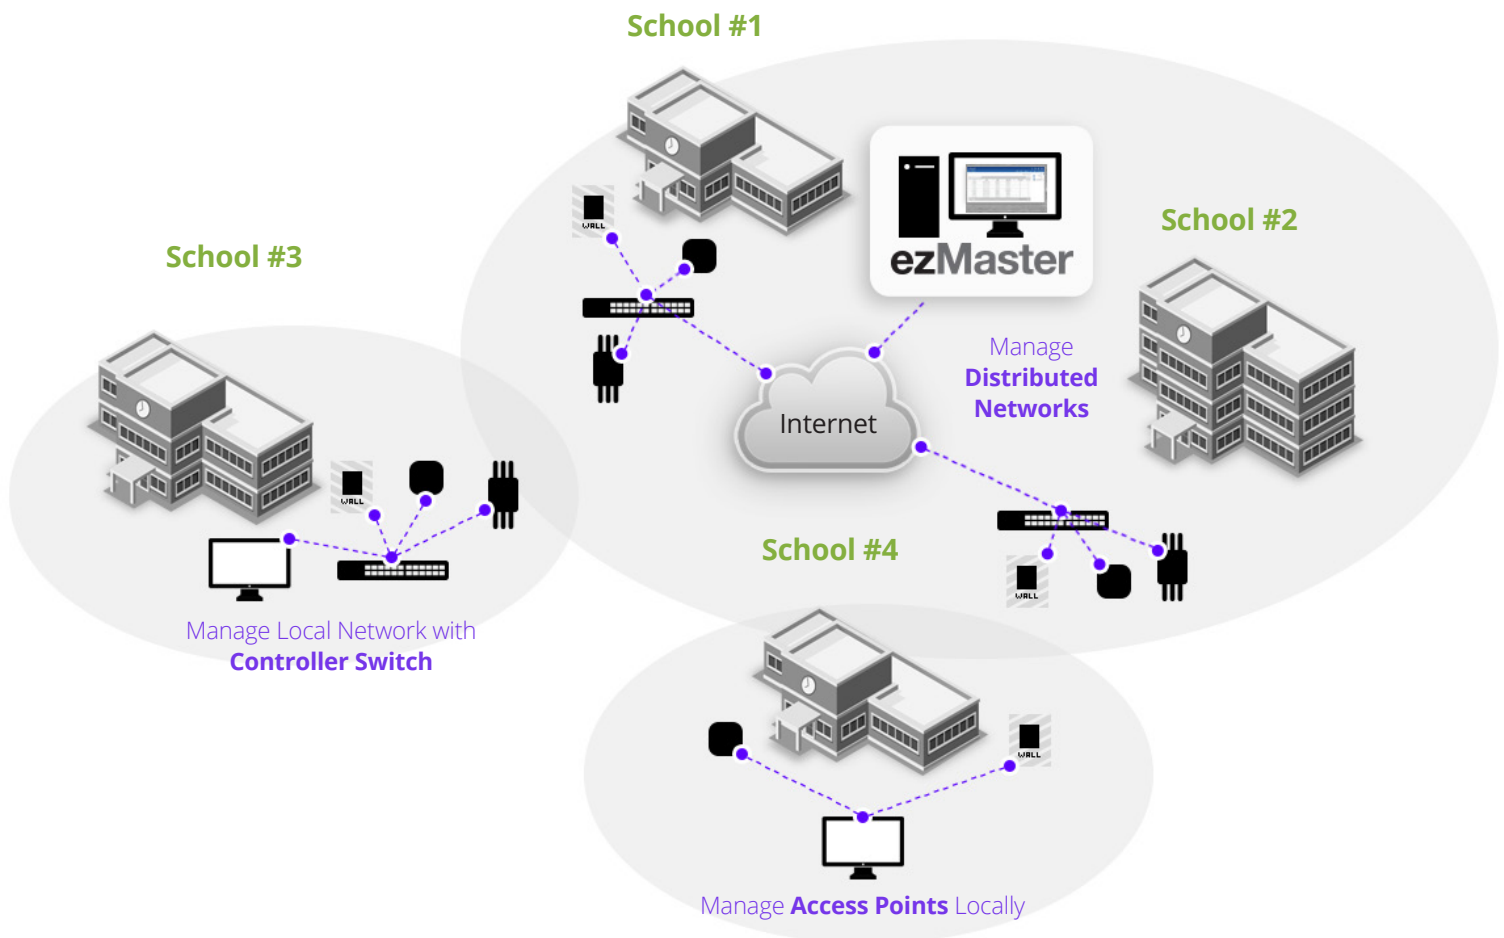 School #1
WALL
ezMaster
School #2
School #3
Manage
Distributed
Networks
Internet
WALL
School #4
WALL
Manage Local Network with
Controller Switch
WALL
Manage Access Points Locally